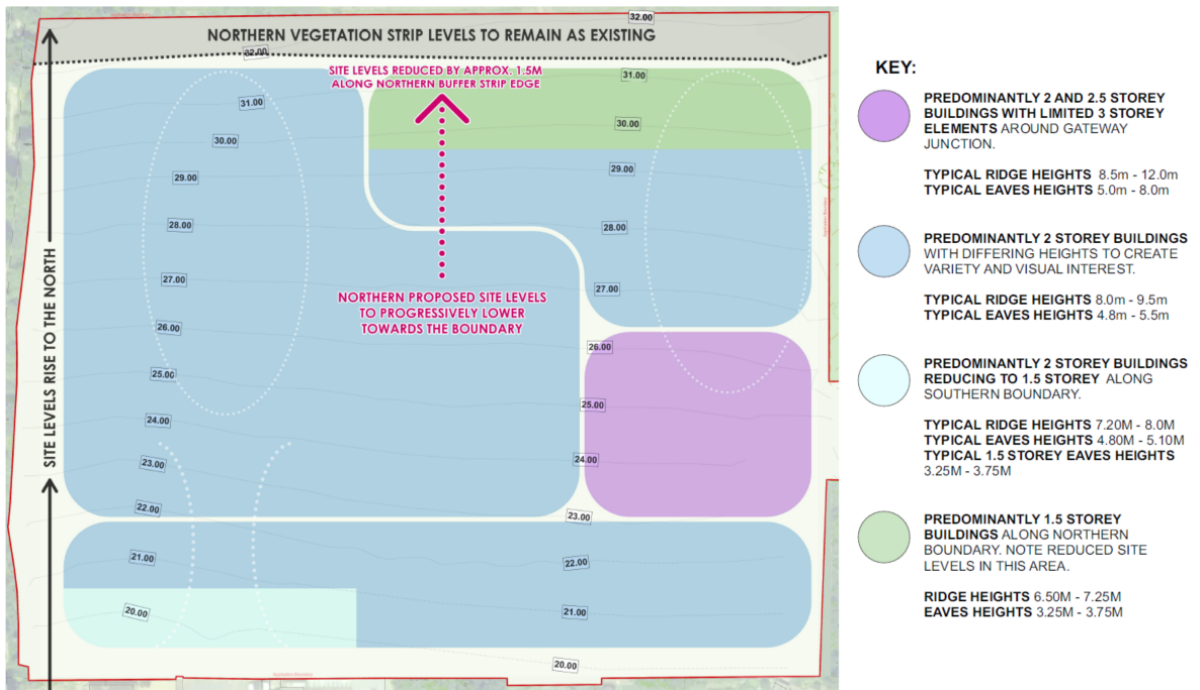 32.00
NORTHERN VEGETATION STRIP LEVELS TO REMAIN AS EXISTING
32.00
SITE LEVELS REDUCED BY APPROX. 1.5M
ALONG NORTHERN BUFFER STRIP EDGE
31.00
31.00
30.00
30.00
29.00
29.00
28.00
28.00
27.00
27.00
NORTHERN PROPOSED SITE LEVELS
TO PROGRESSIVELY LOWER
TOWARDS THE BOUNDARY
26.00
26.00
25.00
25.00
24.00
24.00
23.00
22.00
23.00
21.00
22.00
20.00
21.00
20.00
SITE LEVELS RISE TO THE NORTH
KEY:
PREDOMINANTLY 2 AND 2.5 STOREY
BUILDINGS WITH LIMITED 3 STOREY
ELEMENTS AROUND GATEWAY
JUNCTION.
TYPICAL RIDGE HEIGHTS 8.5m - 12.0m
TYPICAL EAVES HEIGHTS 5.0m - 8.0m
PREDOMINANTLY 2 STOREY BUILDINGS
WITH DIFFERING HEIGHTS TO CREATE
VARIETY AND VISUAL INTEREST.
TYPICAL RIDGE HEIGHTS 8.0m - 9.5m
TYPICAL EAVES HEIGHTS 4.8m - 5.5m
PREDOMINANTLY 2 STOREY BUILDINGS
REDUCING TO 1.5 STOREY ALONG
SOUTHERN BOUNDARY.
TYPICAL RIDGE HEIGHTS 7.20M - 8.0M
TYPICAL EAVES HEIGHTS 4.80M - 5.10M
TYPICAL 1.5 STOREY EAVES HEIGHTS
3.25M - 3.75M
PREDOMINANTLY 1.5 STOREY
BUILDINGS ALONG NORTHERN
BOUNDARY. NOTE REDUCED SITE
LEVELS IN THIS AREA.
RIDGE HEIGHTS 6.50M - 7.25M
EAVES HEIGHTS 3.25M - 3.75M